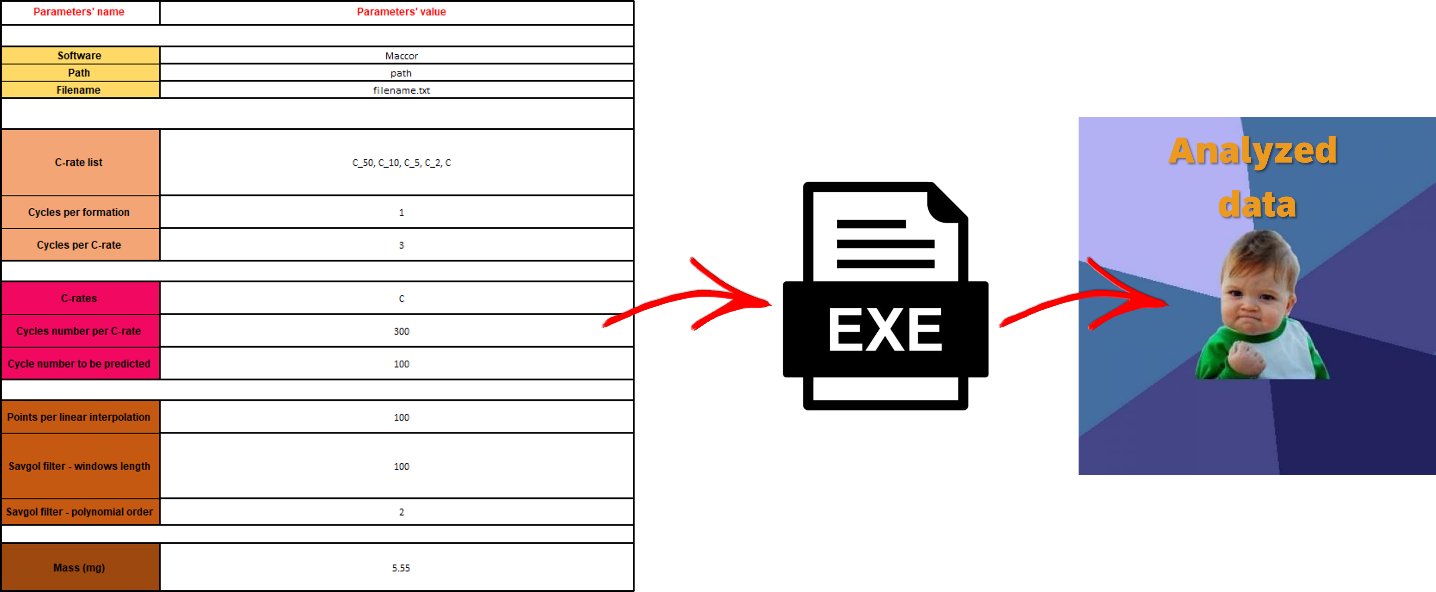 Parameters' name Parameters' value
Software Maccor
Path path
Filename filename.txt
C-rate list C_50, C_10, C_5, C_2, C
Cycles per formation 1
Cycles per C-rate 3
C-rates C
Cycles number per C-rate 300
Cycle number to be predicted 100
Points per linear interpolation 100
Savgol filter - windows length 100
Savgol filter - polynomial order 2
Mass (mg) 5.55
EXE
Analyzed
data